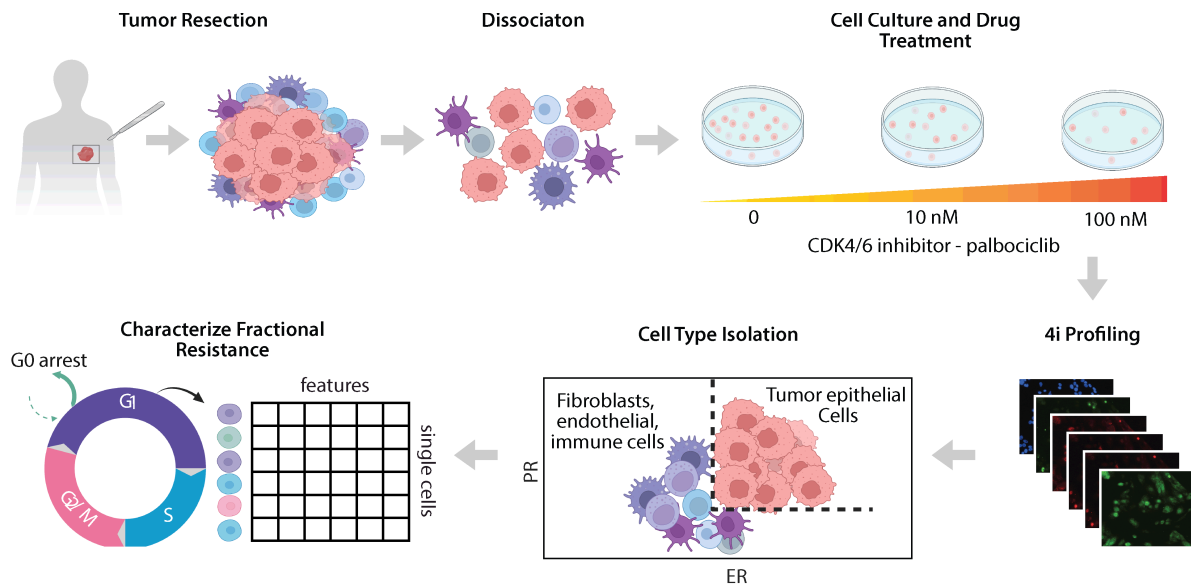 Tumor Resection
Dissociaton
Cell Culture and Drug
Treatment
0
10 nM
100 nM
CDK4/6 inhibitor - palbociclib
Characterize Fractional
Resistance
G0 arrest
G1
S
G2/ M
features
single cells
Cell Type Isolation
Fibroblasts,
endothelial,
immune cells
Tumor epithelial
Cells
PR
ER
4i Profiling